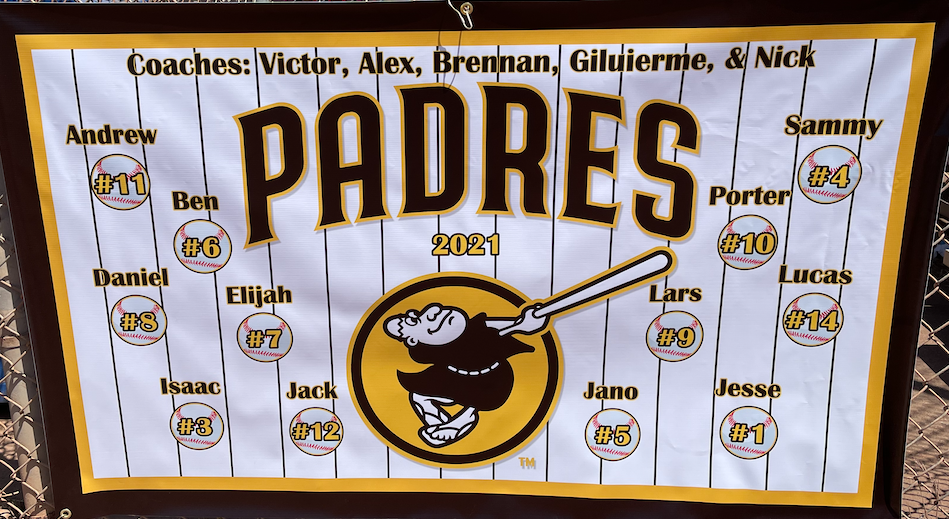 Coaches: Victor, Alex, Brennan, Giluierme, & Nick
PADRES
2021
Andrew
#11
Ben
#6
Daniel
#8
Elijah
#7
Isaac
#3
Jack
#12
Sammy
#4
Porter
#10
Lucas
#14
Lars
#9
Jano
#5
Jesse
#1
TM